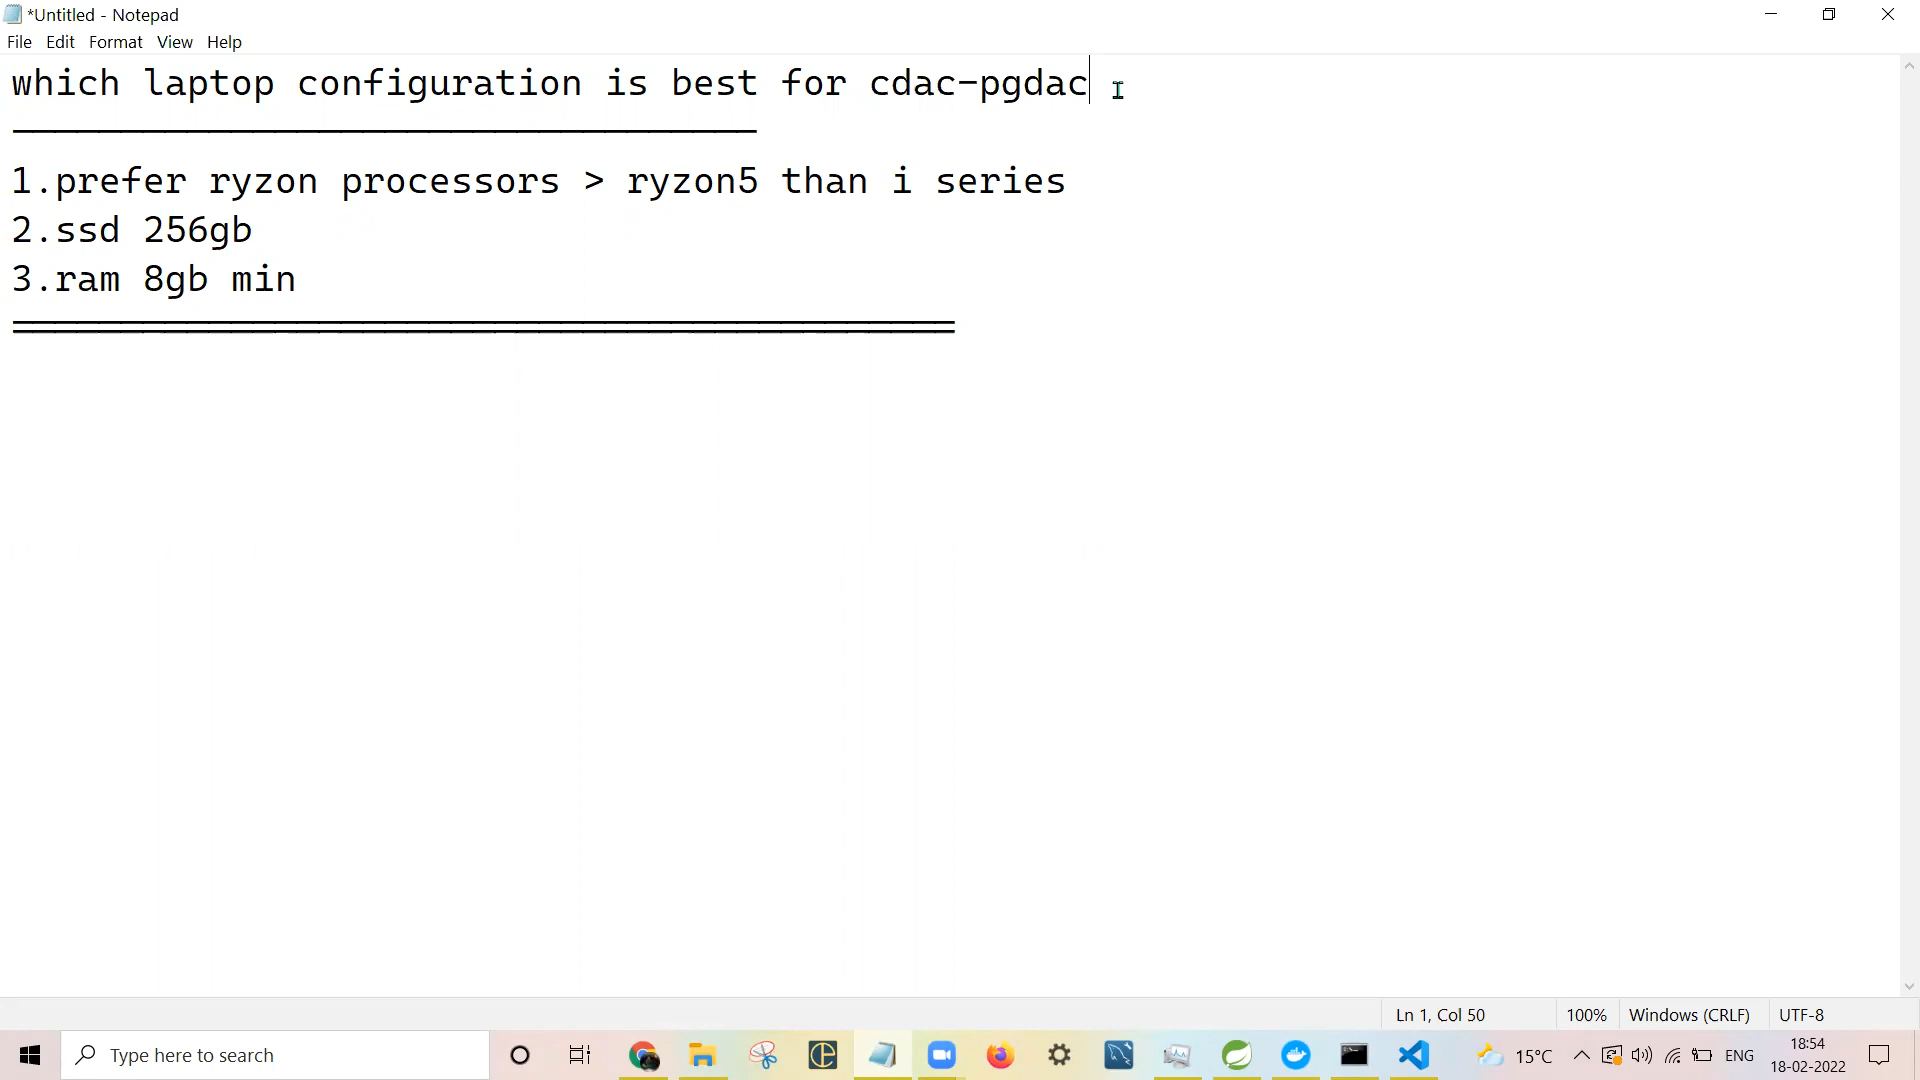 *Untitled - Notepad
File Edit Format View Help
which laptop configuration is best for cdac-pgdac
----------------------------------
1.prefer ryzon processors > ryzon5 than i series
2.ssd 256gb
3.ram 8gb min
===========================================
Ln 1, Col 50 100% Windows (CRLF) UTF-8
Type here to search
15°C ENG 18:54
18-02-2022